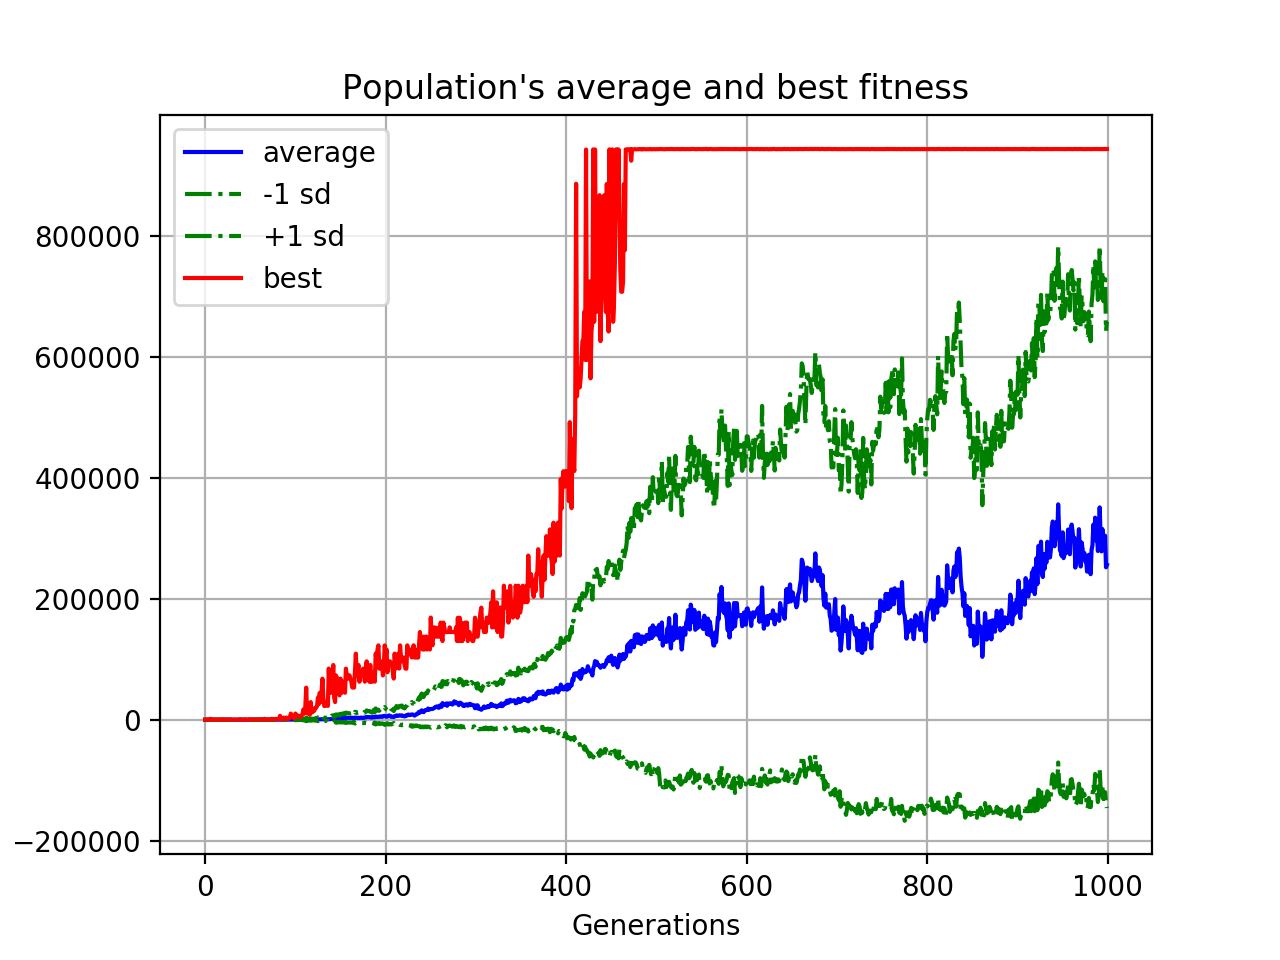 Population's average and best fitness
average
-1 sd
+1 sd
best
800000
600000
400000
200000
0
−200000
0 200 400 600 800 1000
Generations